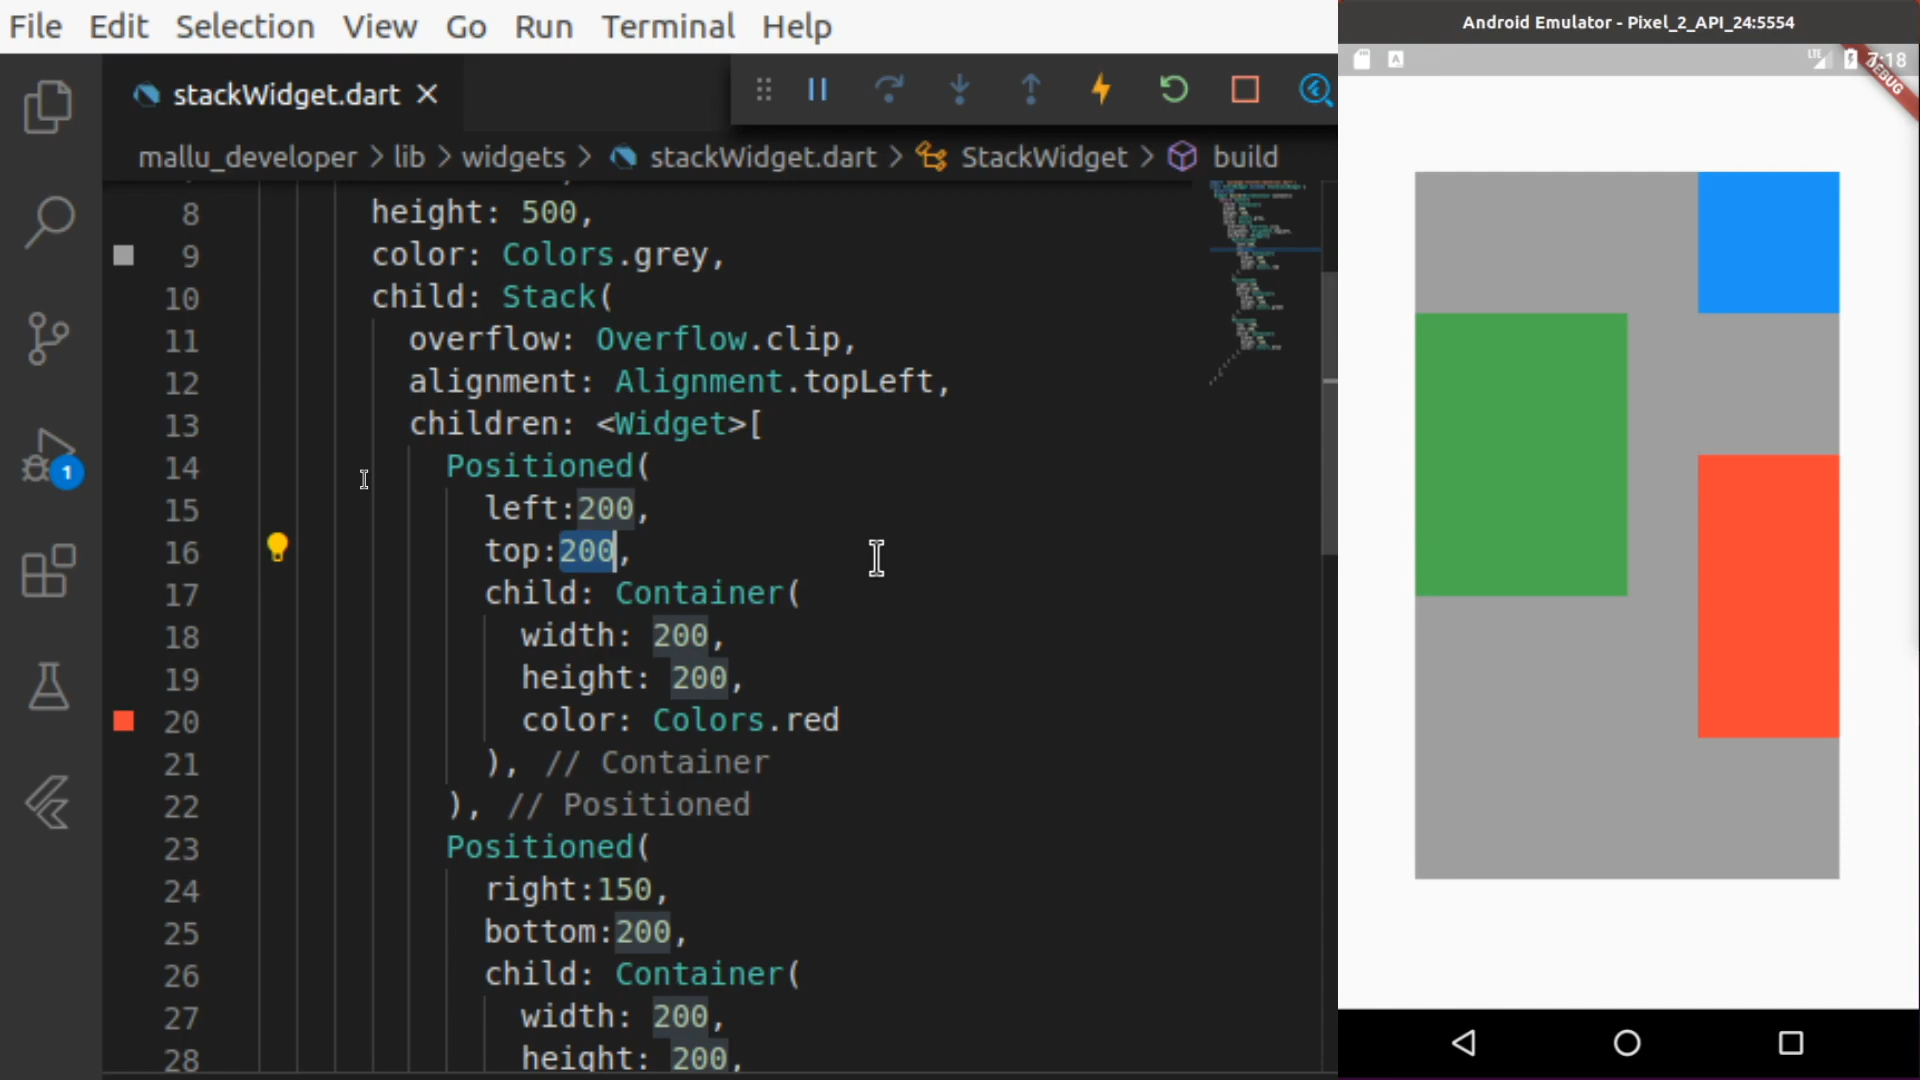 File Edit Selection View Go Run Terminal Help
Android Emulator - Pixel_2_API_24:5554
stackWidget.dart
LTE 7:18
DEBUG
A
mallu_developer > lib > widgets > stackWidget.dart > StackWidget > build
8 height: 500,
9 color: Colors.grey,
10 child: Stack(
11 overflow: Overflow.clip,
12 alignment: Alignment.topLeft,
13 children: <Widget>[
14 Positioned(
15 left:200,
16 top:200,
17 child: Container(
18 width: 200,
19 height: 200,
20 color: Colors.red
21 ), // Container
22 ), // Positioned
23 Positioned(
24 right:150,
25 bottom:200,
26 child: Container(
27 width: 200,
28 height: 200,
1